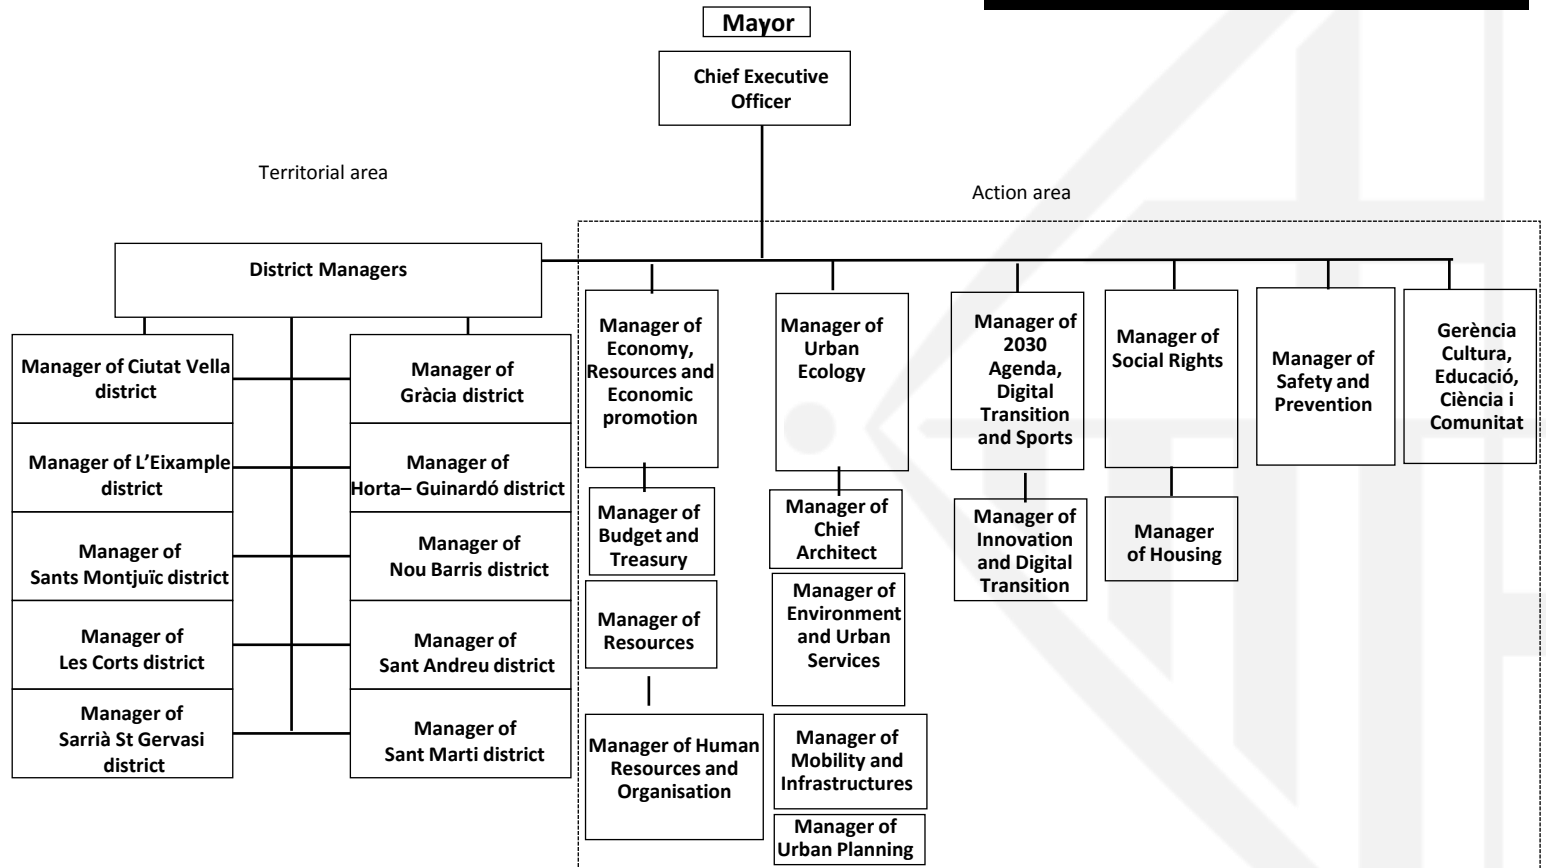 Mayor
Chief Executive
Officer
Territorial area
Action area
District Managers
Manager of Ciutat Vella
district
Manager of L'Eixample
district
Manager of
Sants Montjuïc district
Manager of
Les Corts district
Manager of
Sarrià St Gervasi
district
Manager of
Gràcia district
Manager of
Horta– Guinardó district
Manager of
Nou Barris district
Manager of
Sant Andreu district
Manager of
Sant Marti district
Manager of
Economy,
Resources and
Economic
promotion
Manager of
Budget and
Treasury
Manager of
Resources
Manager of Human
Resources and
Organisation
Manager of
Urban
Ecology
Manager of
Chief
Architect
Manager of
Environment
and Urban
Services
Manager of
Mobility and
Infrastructures
Manager of
Urban Planning
Manager of
2030
Agenda,
Digital
Transition
and Sports
Manager of
Innovation
and Digital
Transition
Manager of
Social Rights
Manager
of Housing
Manager of
Safety and
Prevention
Gerència
Cultura,
Educació,
Ciència i
Comunitat